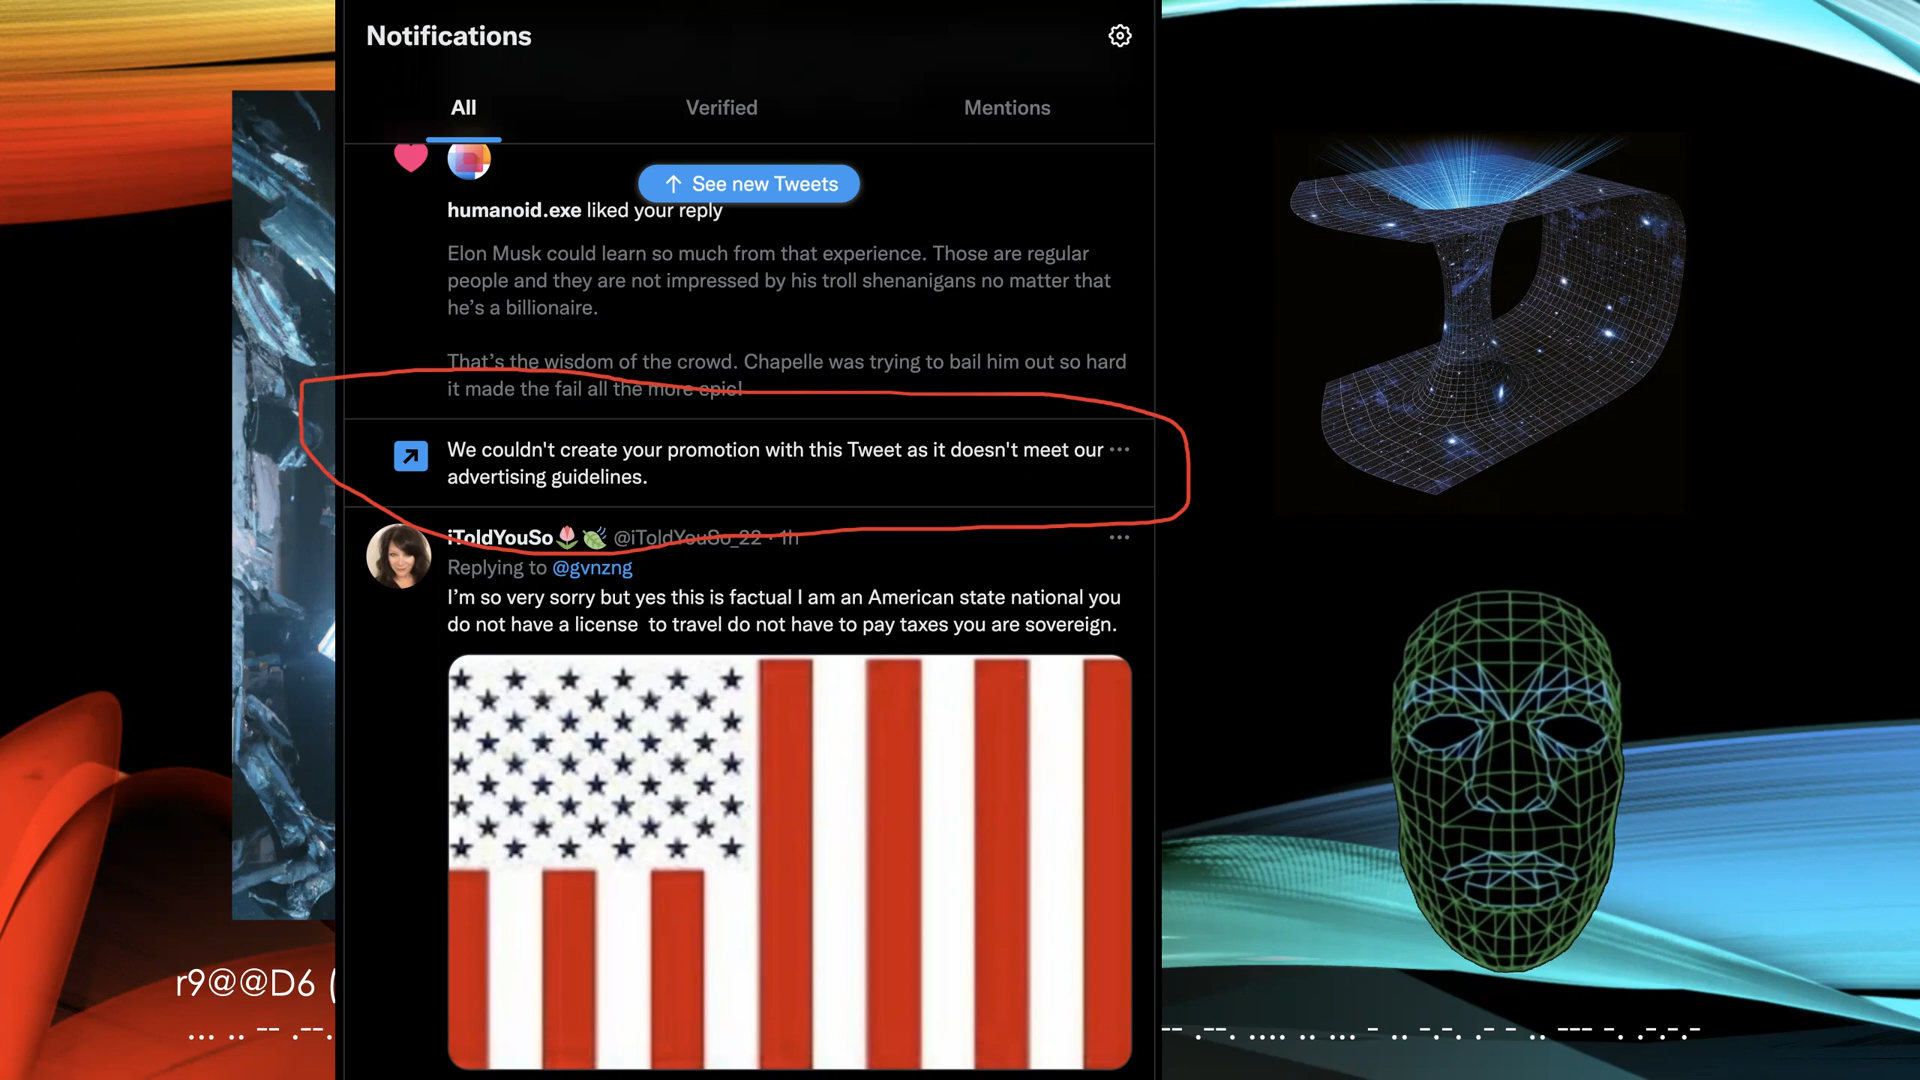 Notifications
All
Verified
Mentions
See new Tweets
humanoid.exe liked your reply
Elon Musk could learn so much from that experience. Those are regular
people and they are not impressed by his troll shenanigans no matter that
he’s a billionaire.
That’s the wisdom of the crowd. Chapelle was trying to bail him out so hard
it made the fail all the more epic!
We couldn't create your promotion with this Tweet as it doesn't meet our
advertising guidelines.
iToldYouSo🌷🍃 @iToldYouSo_22 · 1h
Replying to @gvnzng
I’m so very sorry but yes this is factual I am an American state national you
do not have a license to travel do not have to pay taxes you are sovereign.
r9@@D6 (